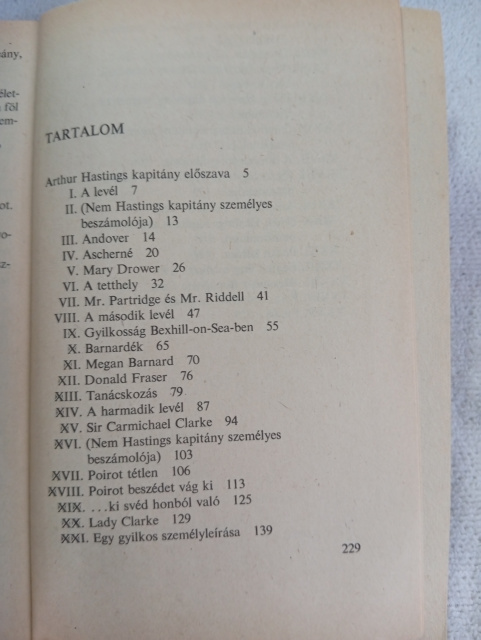 ány,
élet-
föl
em-
ot.
o-
z-
TARTALOM
Arthur Hastings kapitány előszava 5
I. A levél 7
II. (Nem Hastings kapitány személyes
beszámolója) 13
III. Andover 14
IV. Ascherné 20
V. Mary Drower 26
VI. A tetthely 32
VII. Mr. Partridge és Mr. Riddell 41
VIII. A második levél 47
IX. Gyilkosság Bexhill-on-Sea-ben 55
X. Barnardék 65
XI. Megan Barnard 70
XII. Donald Fraser 76
XIII. Tanácskozás 79
XIV. A harmadik levél 87
XV. Sir Carmichael Clarke 94
XVI. (Nem Hastings kapitány személyes
beszámolója) 103
XVII. Poirot tétlen 106
XVIII. Poirot beszédet vág ki 113
XIX. ...ki svéd honból való 125
XX. Lady Clarke 129
XXI. Egy gyilkos személyleírása 139
229